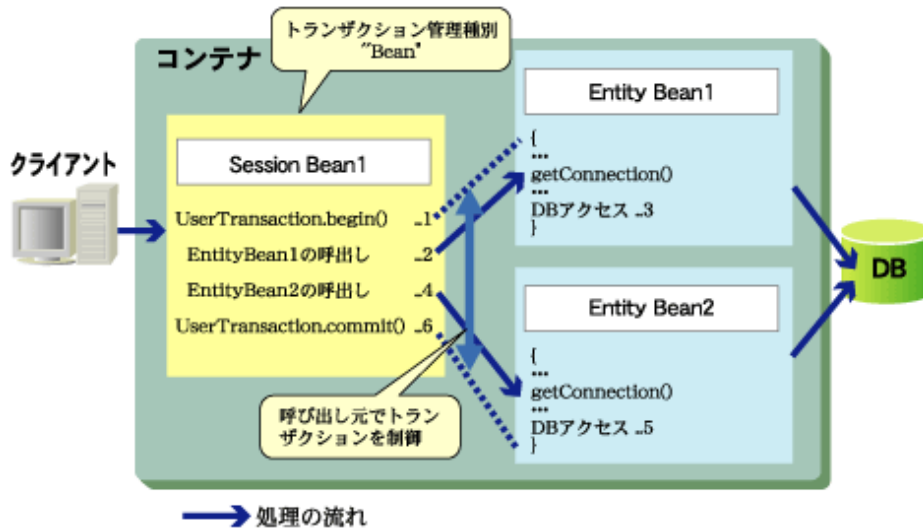 トランザクション管理種別
"Bean"
コンテナ
クライアント
Session Bean1
UserTransaction.begin() ..1
EntityBean1の呼出し ..2
EntityBean2の呼出し ..4
UserTransaction.commit() ..6
呼び出し元でトラン
ザクションを制御
Entity Bean1
{
...
getConnection()
...
DBアクセス ..3
}
Entity Bean2
{
...
getConnection()
...
DBアクセス ..5
}
DB
処理の流れ